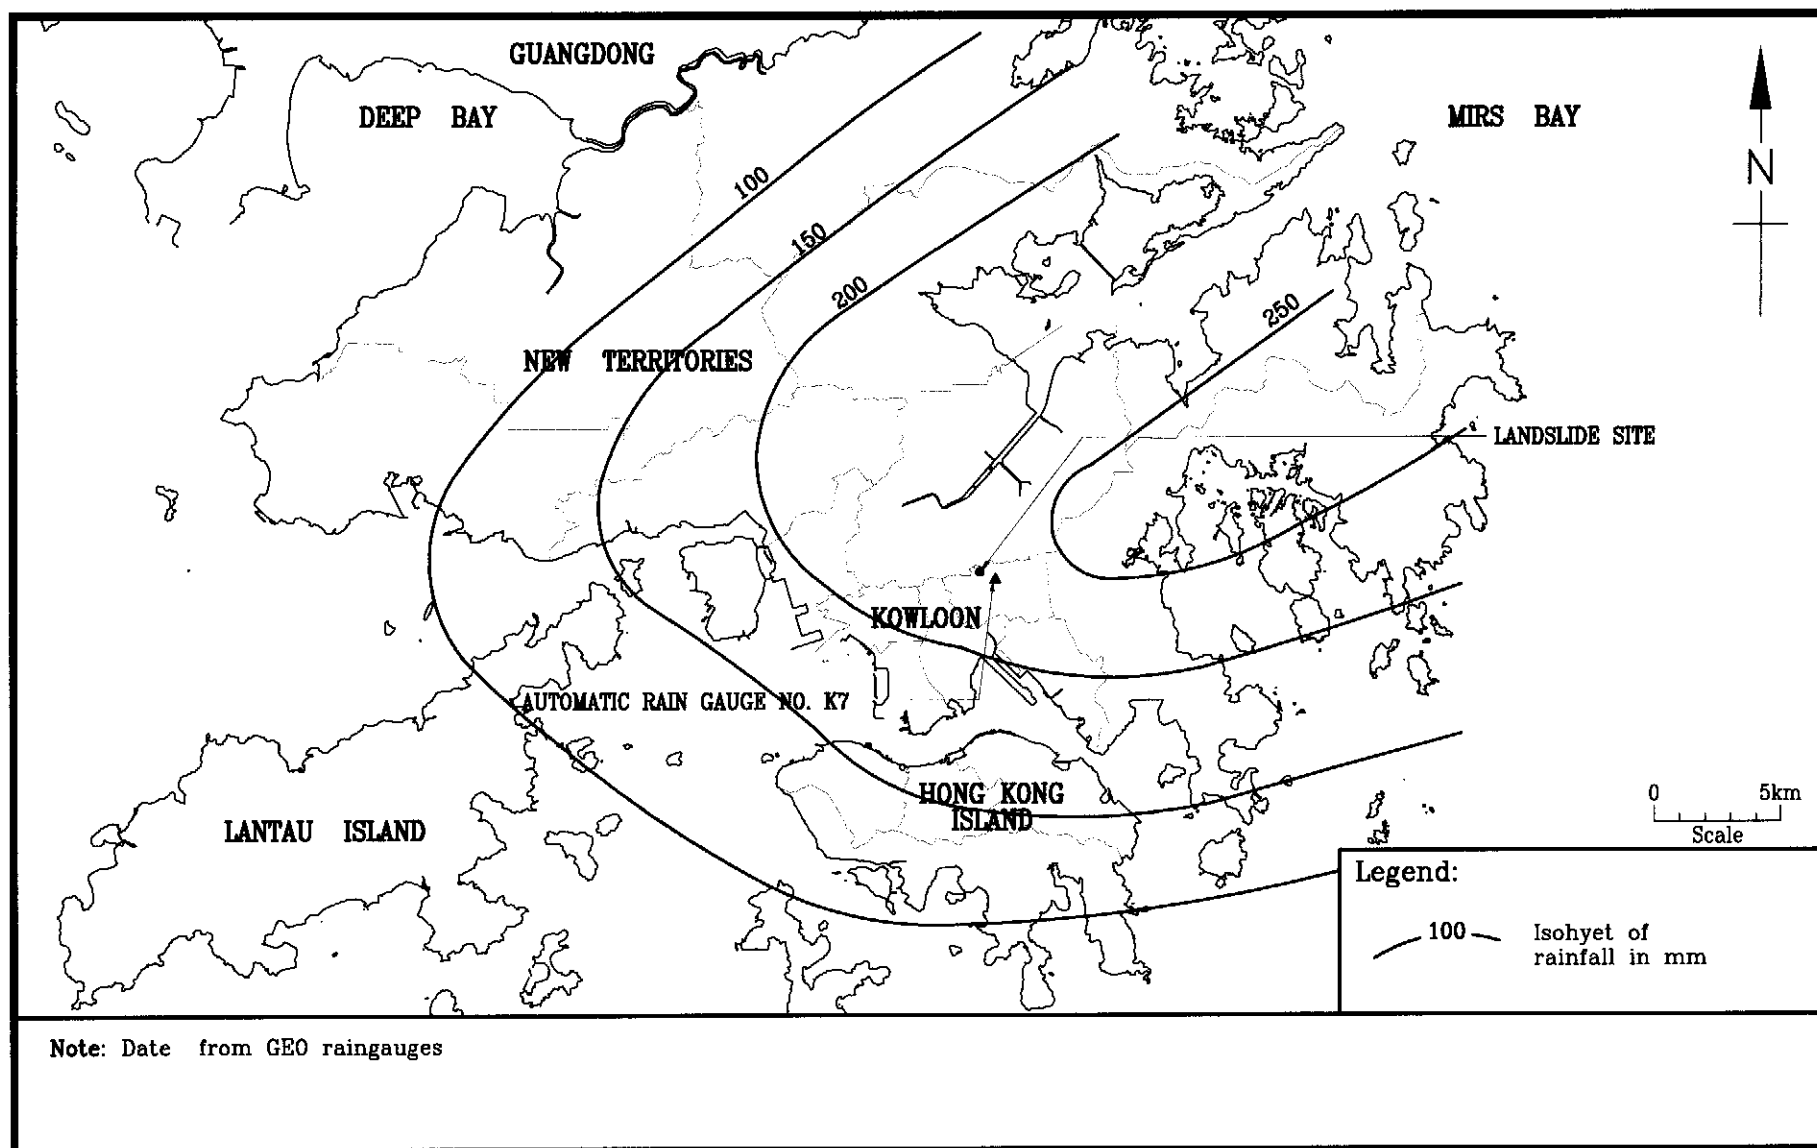 GUANGDONG
DEEP BAY
MIRS BAY
N
100
150
200
250
NEW TERRITORIES
LANDSLIDE SITE
KOWLOON
AUTOMATIC RAIN GAUGE NO. K7
HONG KONG
ISLAND
LANTAU ISLAND
0 5km
Scale
Legend:
100 Isohyet of
rainfall in mm
Note: Date from GEO raingauges